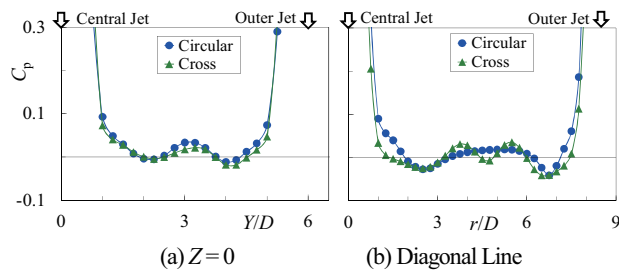 Central Jet Outer Jet Central Jet Outer Jet
0.3 Circular Cross Circular Cross
Cp
0.1
-0.1
0 3 Y/D 6 0 3 r/D 6 9
(a) Z = 0 (b) Diagonal Line